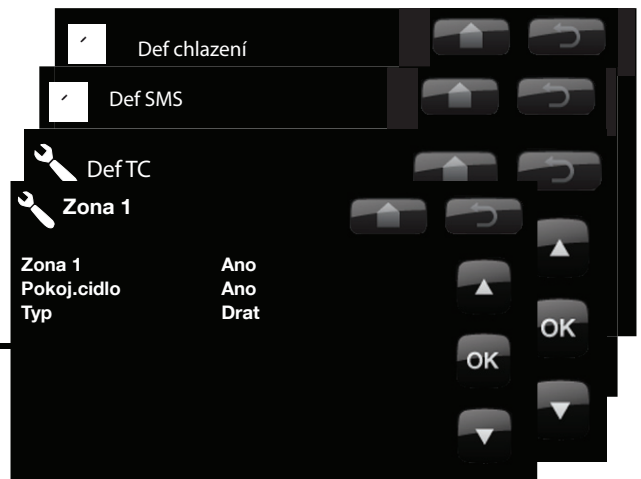 Def chlazení
Def SMS
Def TC
Zona 1
Zona 1 Ano
Pokoj.cidlo Ano
Typ Drat
OK
OK